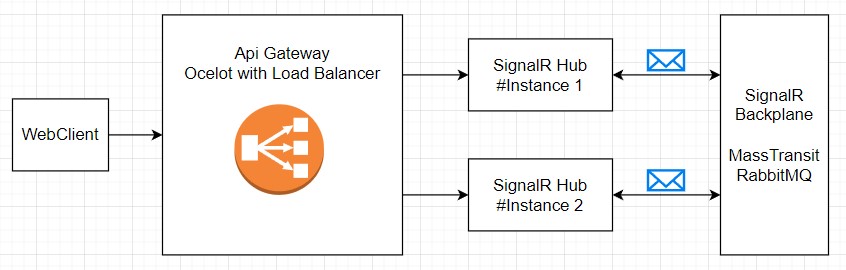 Api Gateway
Ocelot with Load Balancer
WebClient
SignalR Hub
#Instance 1
SignalR Hub
#Instance 2
SignalR
Backplane
MassTransit
RabbitMQ